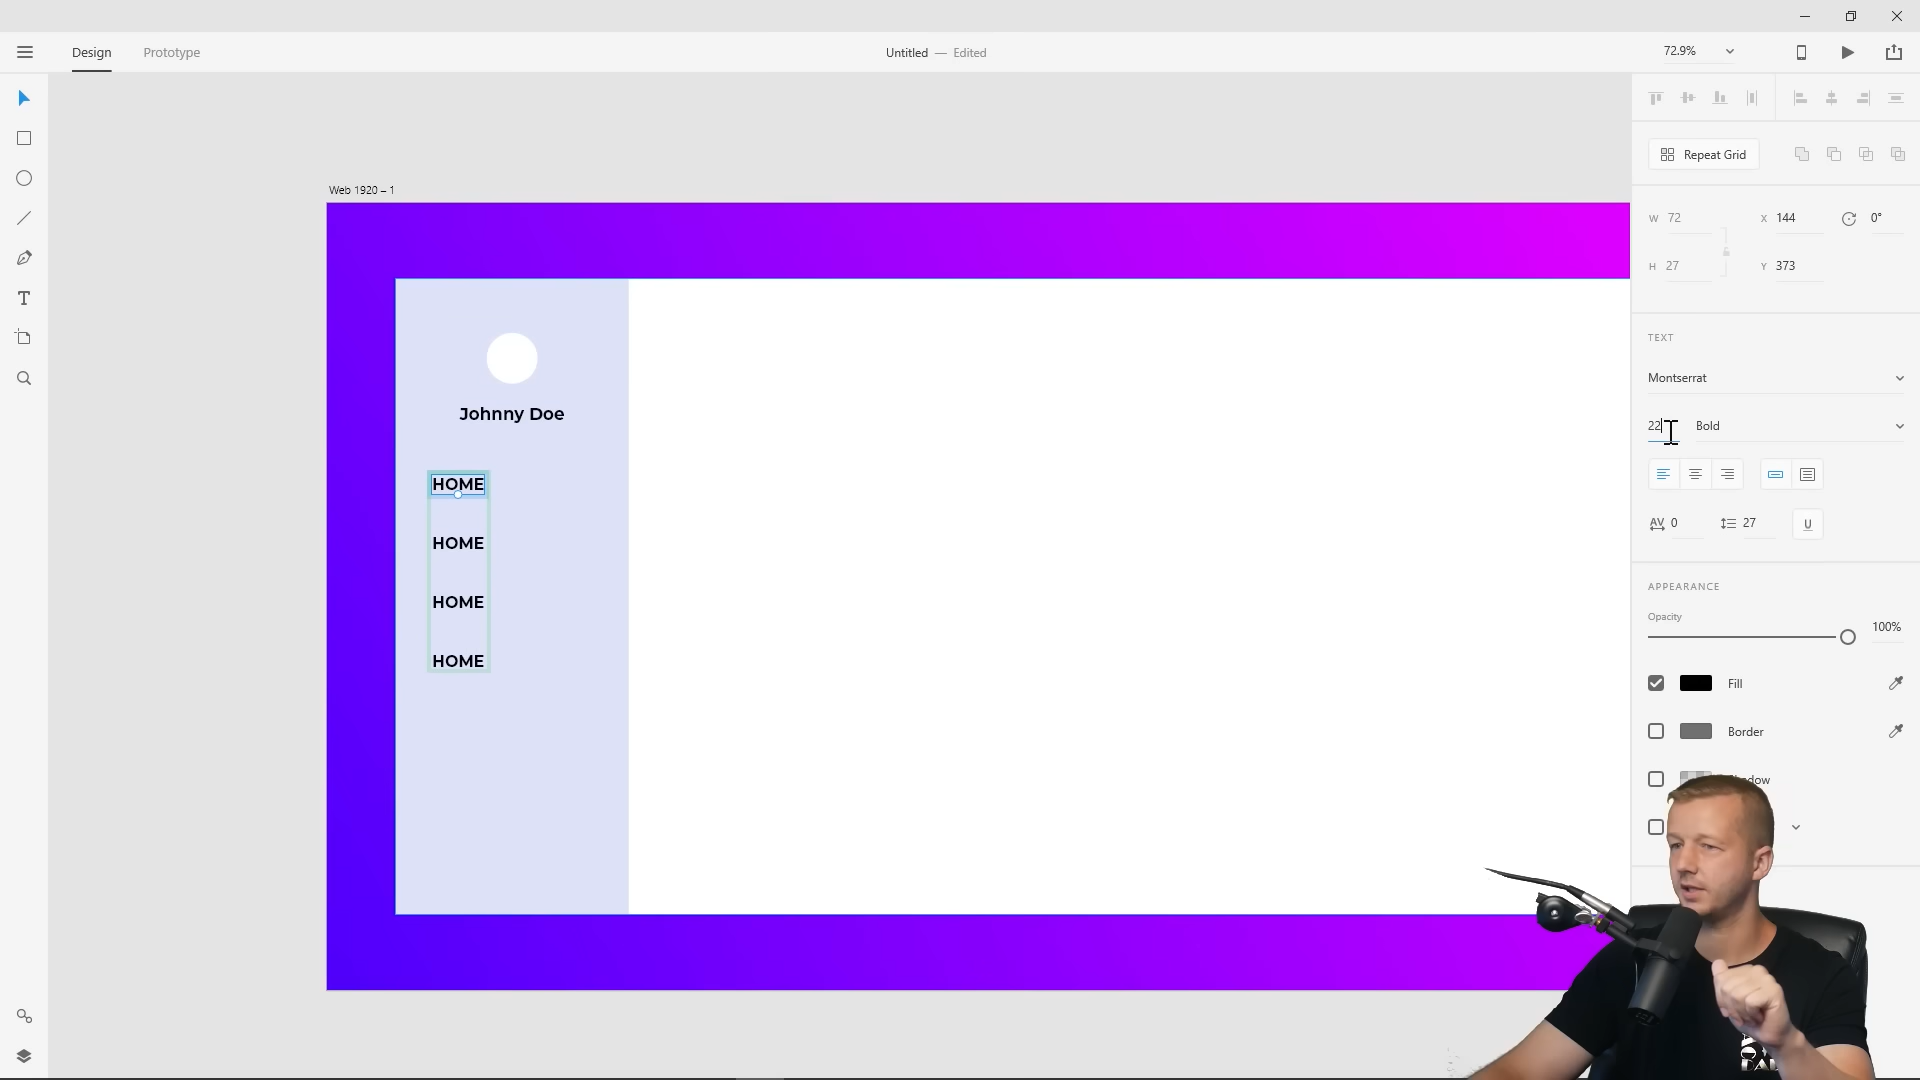 Design
Prototype
Untitled — Edited
72.9%
Web 1920 – 1
Repeat Grid
W 72
X 144
0°
H 27
Y 373
TEXT
Montserrat
22
Bold
AV 0
27
U
APPEARANCE
Opacity
100%
Fill
Border
Johnny Doe
HOME
HOME
HOME
HOME
T